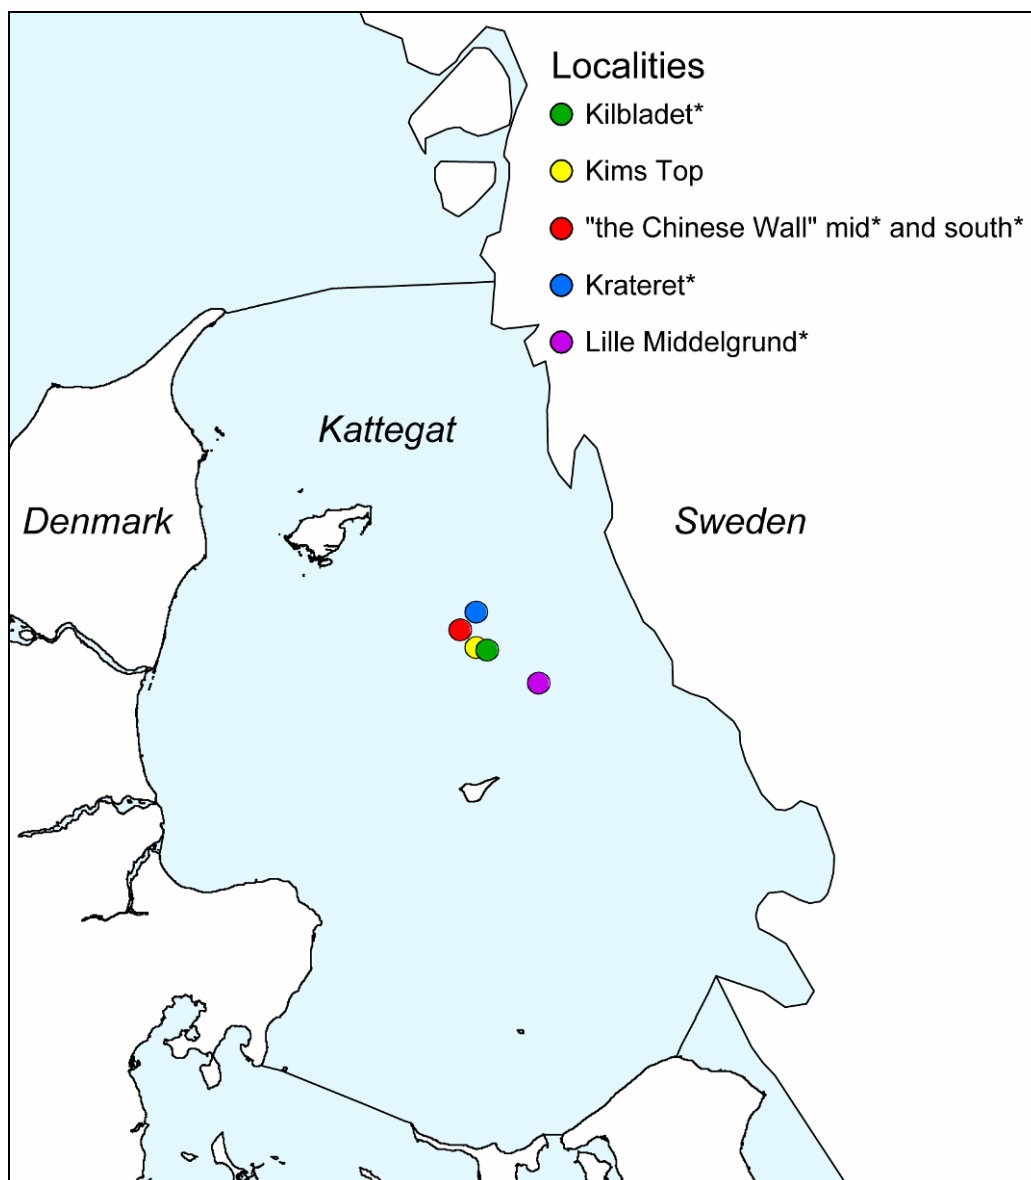 Localities
Kilbladet*
Kims Top
"the Chinese Wall" mid* and south*
Krateret*
Lille Middelgrund*
Kattegat
Denmark
Sweden